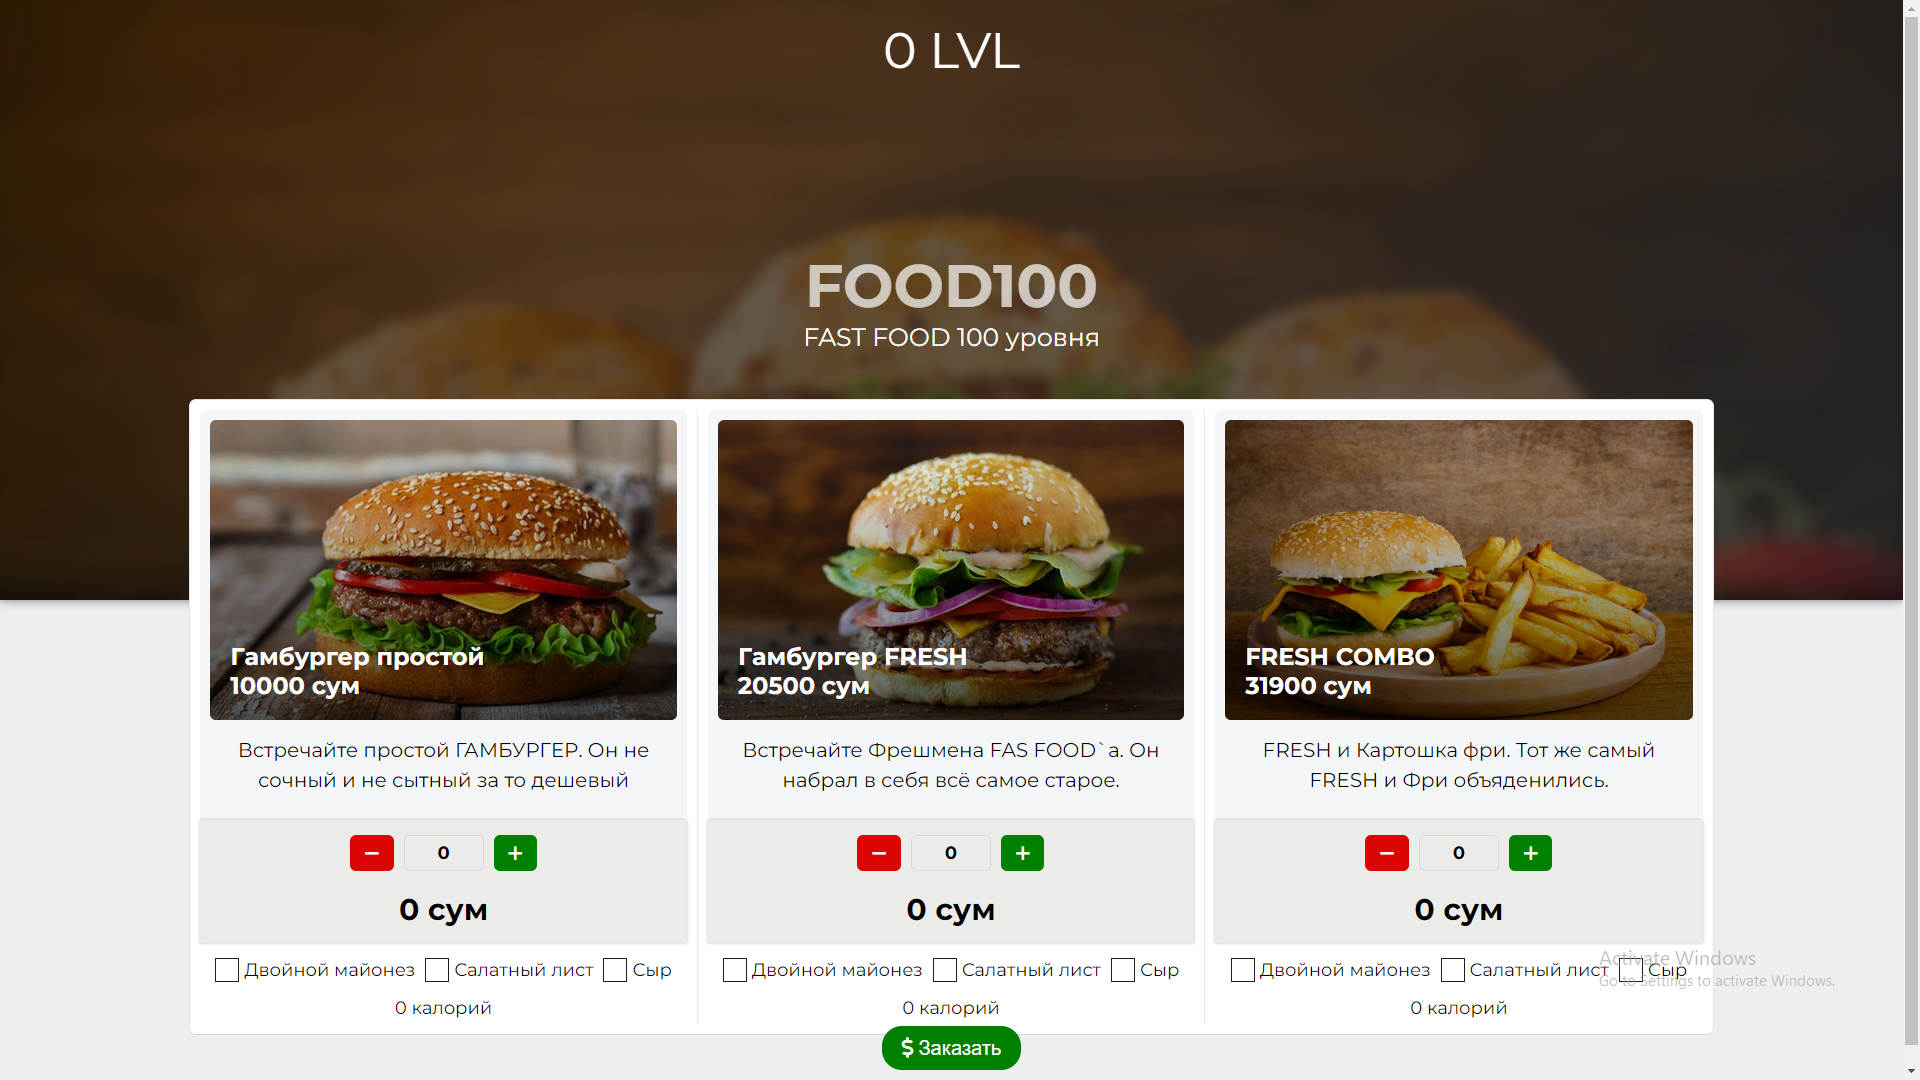 0 LVL
FOOD100
FAST FOOD 100 уровня
Гамбургер простой
10000 сум
Встречайте простой ГАМБУРГЕР. Он не
сочный и не сытный за то дешевый
0
0 сум
Двойной майонез Салатный лист Сыр
0 калорий
Гамбургер FRESH
20500 сум
Встречайте Фрешмена FAS FOOD`а. Он
набрал в себя всё самое старое.
0
0 сум
Двойной майонез Салатный лист Сыр
0 калорий
FRESH COMBO
31900 сум
FRESH и Картошка фри. Тот же самый
FRESH и Фри объяденились.
0
0 сум
Двойной майонез Салатный лист Сыр
0 калорий
$ Заказать
Activate Windows
Go to Settings to activate Windows.